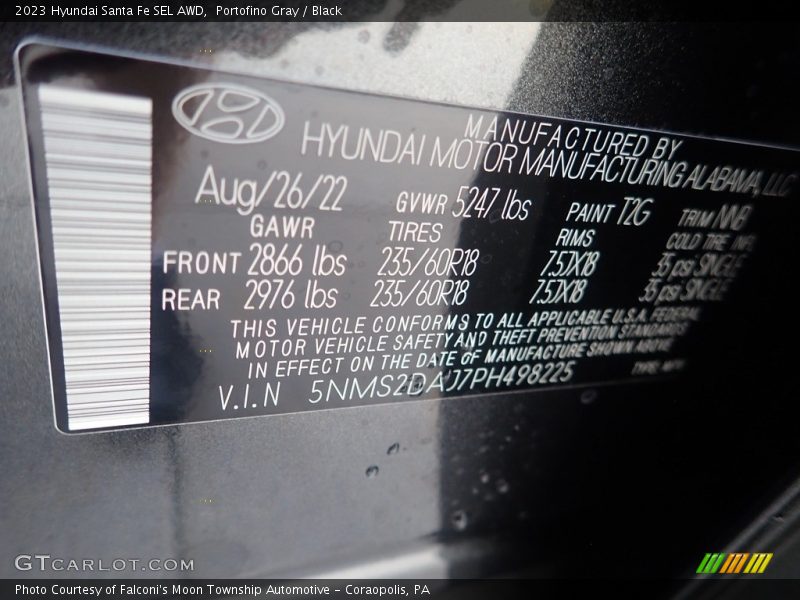 2023 Hyundai Santa Fe SEL AWD, Portofino Gray / Black
MANUFACTURED BY
HYUNDAI MOTOR MANUFACTURING ALABAMA, LLC
Aug/26/22 GVWR 5247 lbs PAINT T2G TRIM NNB
GAWR TIRES RIMS COLD TIRE INFL
FRONT 2866 lbs 235/60R18 7.5JX18 35 psi SINGLE
REAR 2976 lbs 235/60R18 7.5JX18 35 psi SINGLE
THIS VEHICLE CONFORMS TO ALL APPLICABLE U.S.A. FEDERAL
MOTOR VEHICLE SAFETY AND THEFT PREVENTION STANDARDS
IN EFFECT ON THE DATE OF MANUFACTURE SHOWN ABOVE
V.I.N 5NMS2DAJ7PH498225 TYPE: MPV
GTCARLOT.COM
Photo Courtesy of Falconi's Moon Township Automotive - Coraopolis, PA